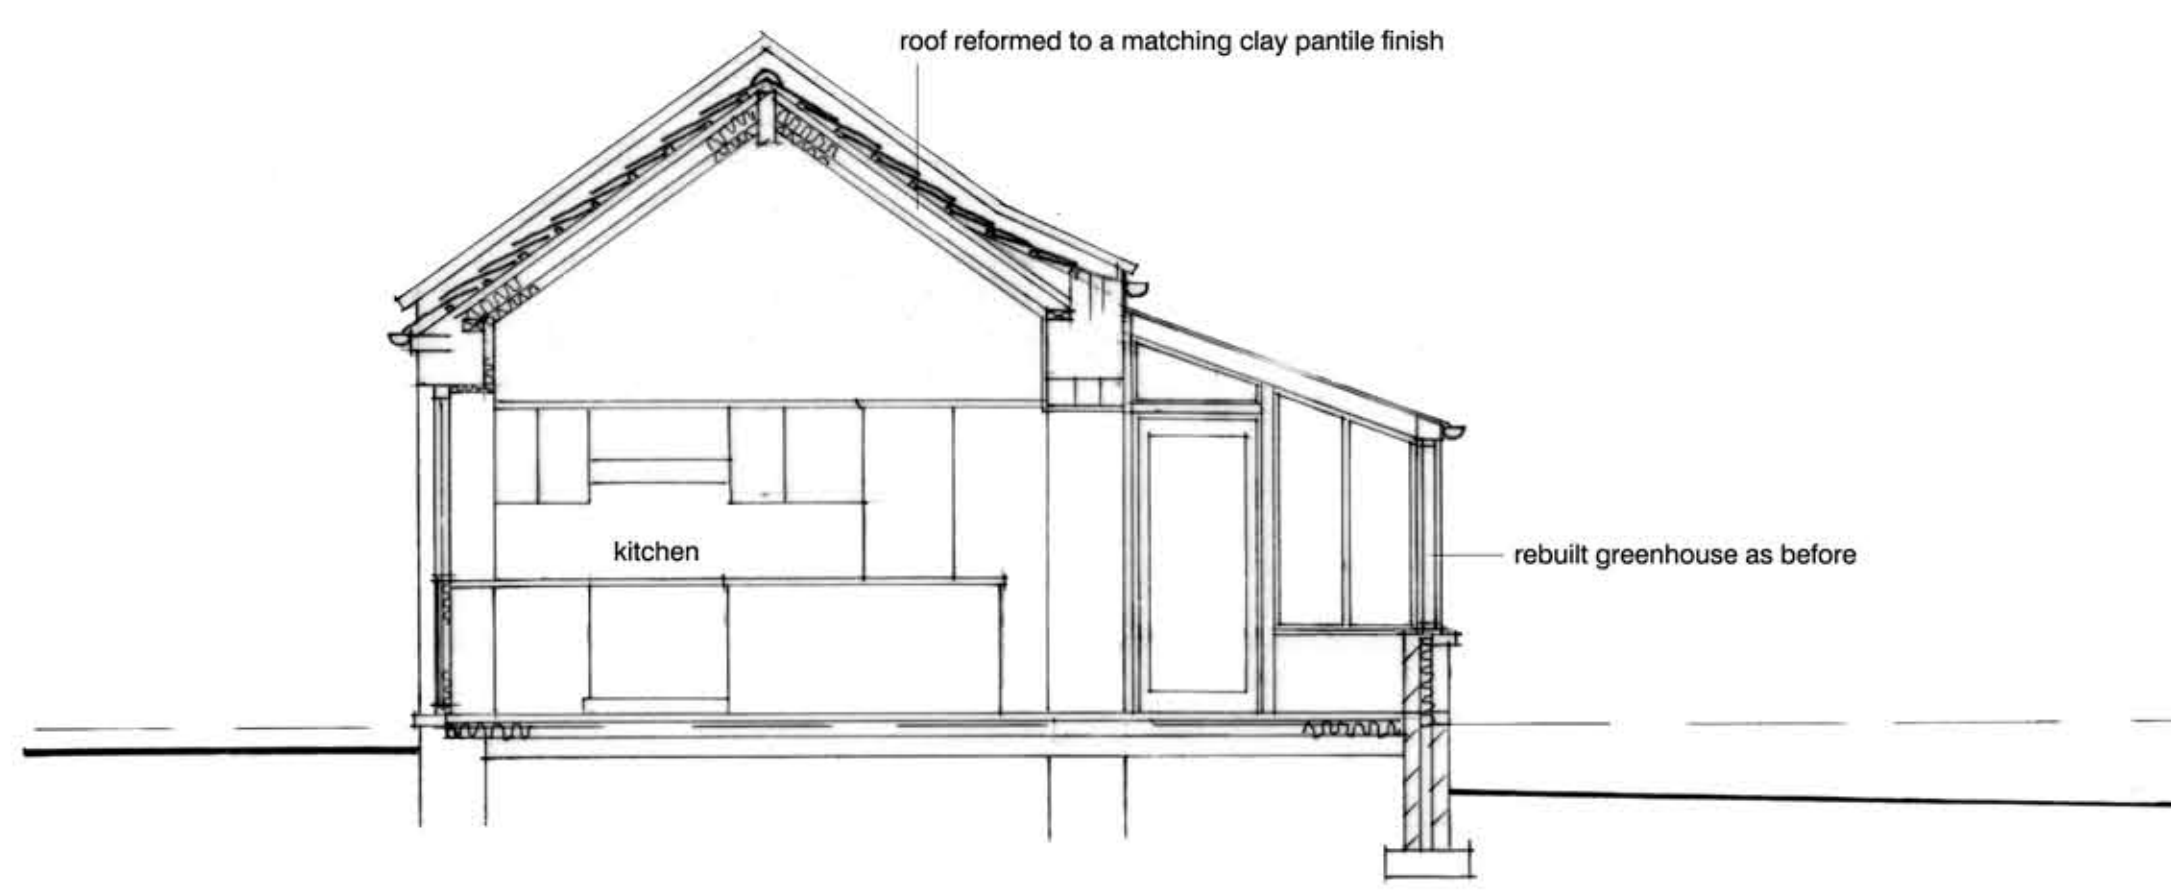 roof reformed to a matching clay pantile finish
kitchen
rebuilt greenhouse as before